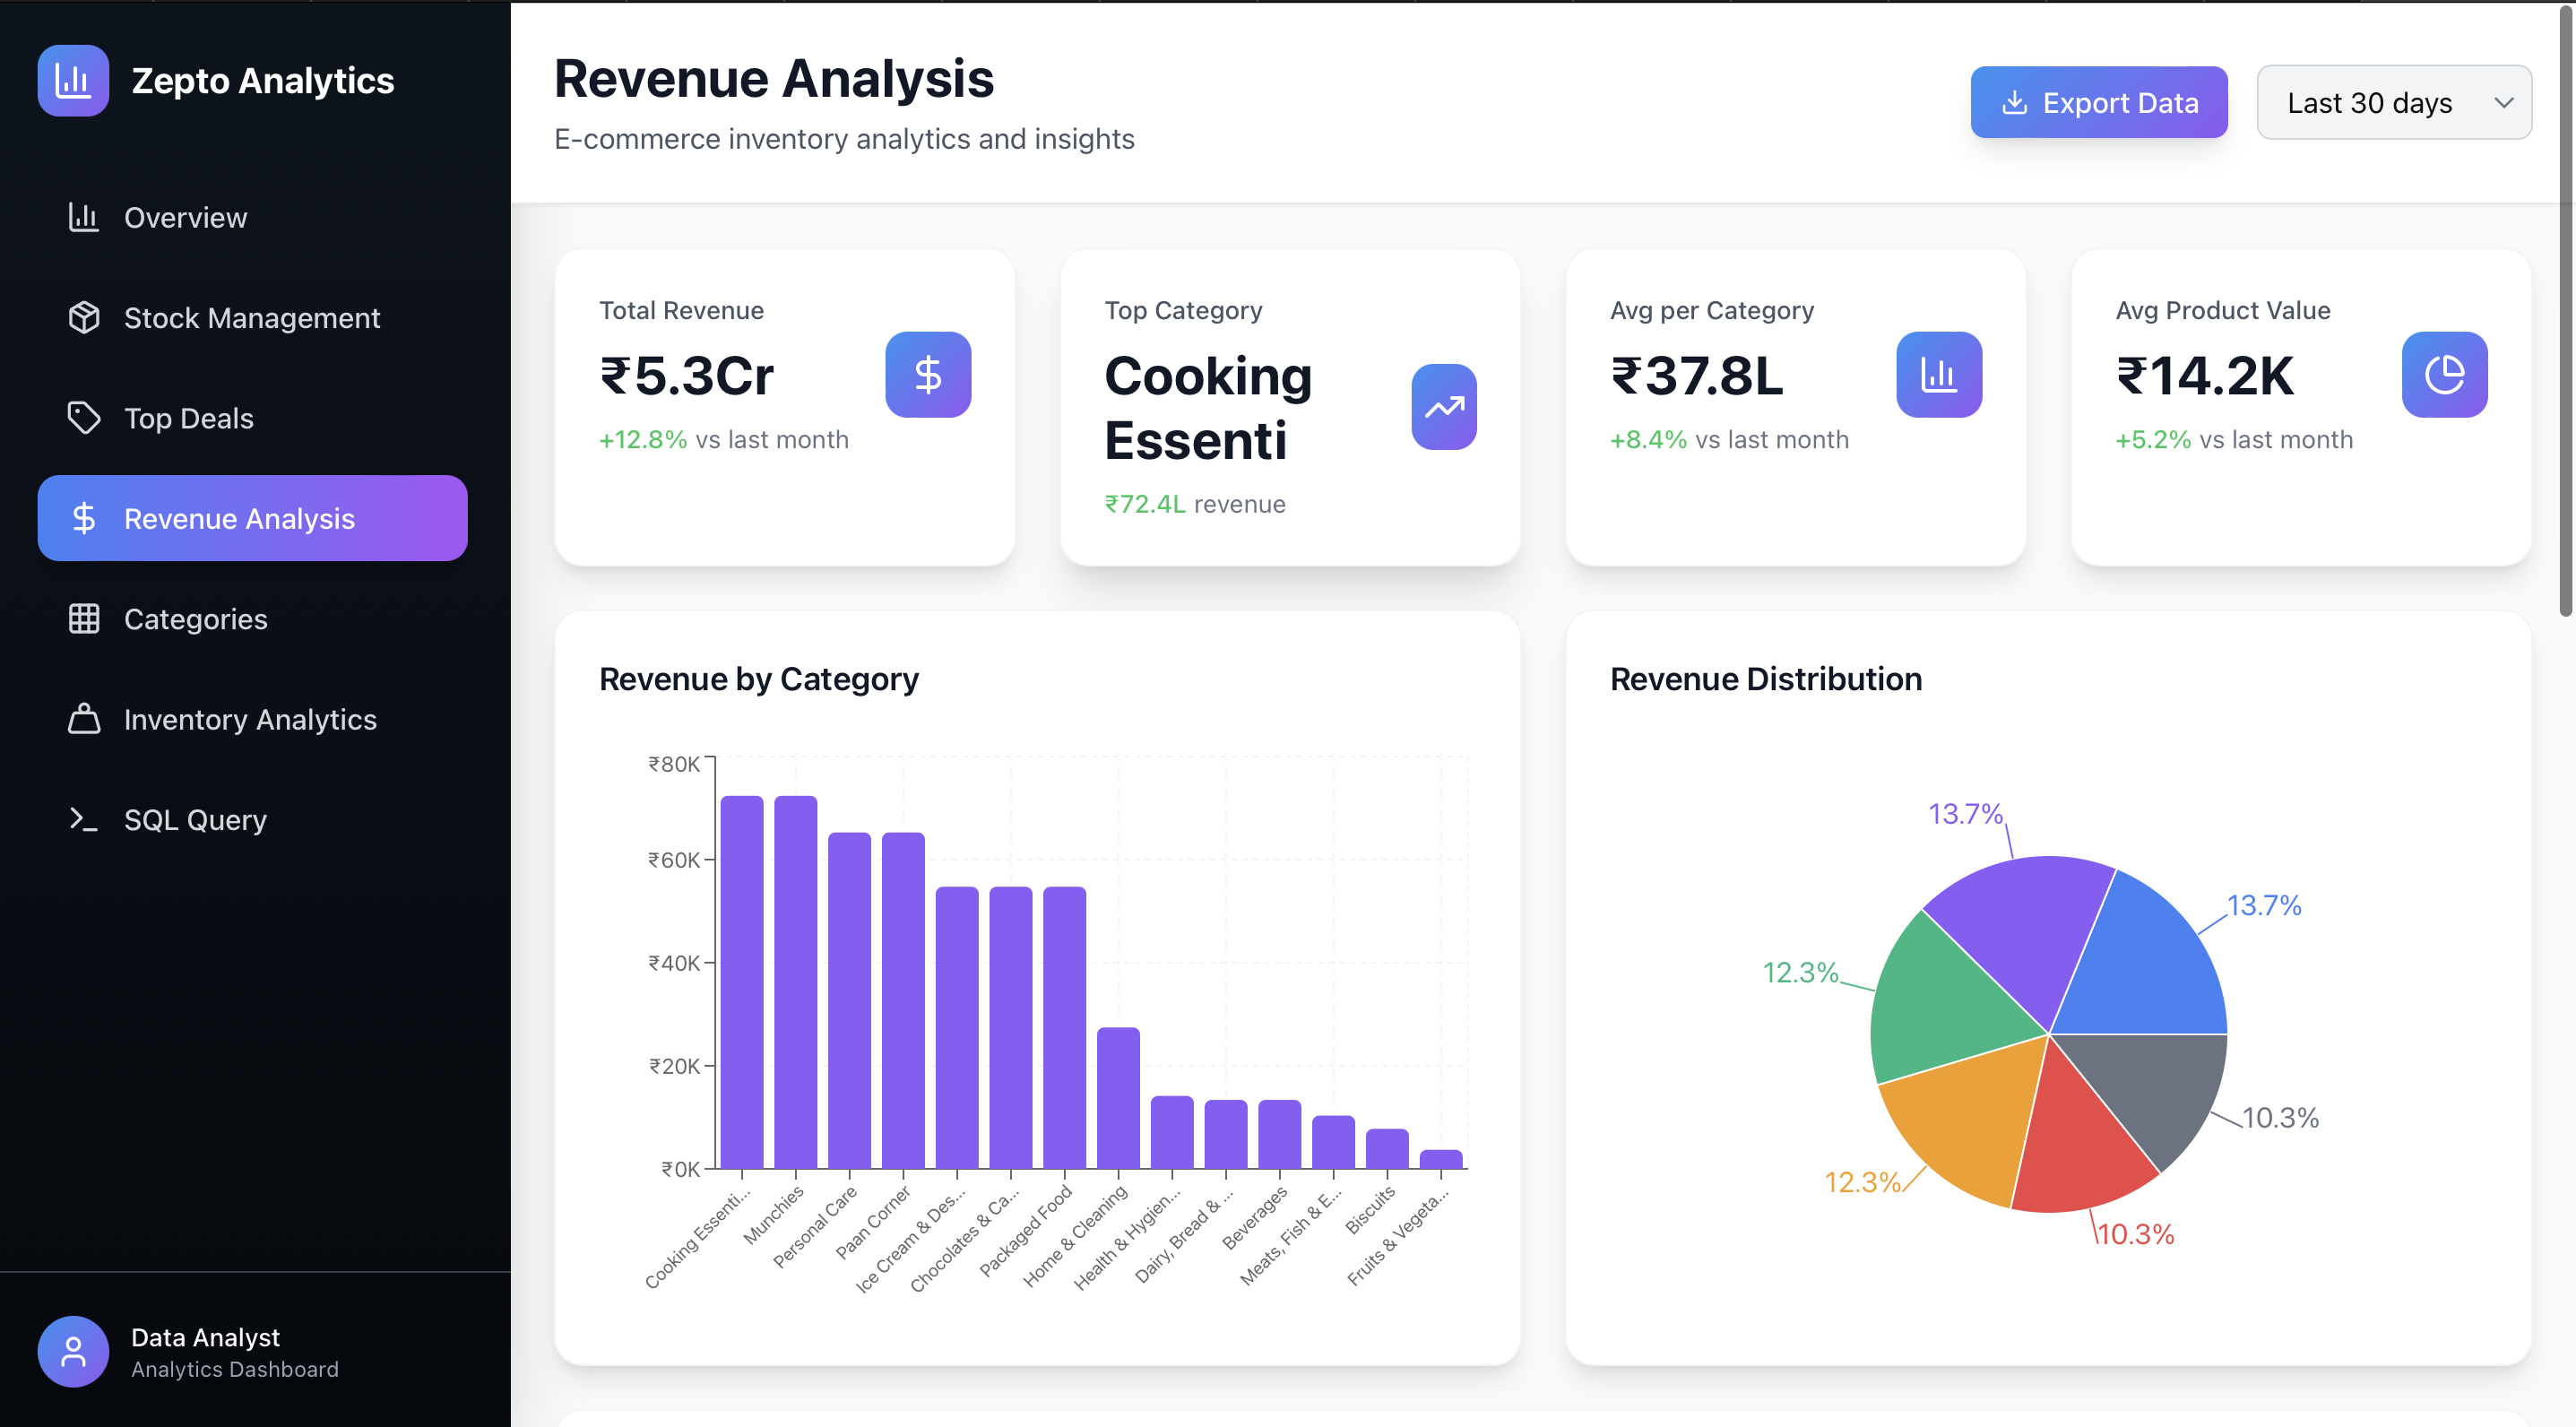 Zepto Analytics
Overview
Stock Management
Top Deals
Revenue Analysis
Categories
Inventory Analytics
SQL Query
Data Analyst
Analytics Dashboard
Revenue Analysis
E-commerce inventory analytics and insights
Export Data
Last 30 days
Total Revenue
₹5.3Cr
+12.8% vs last month
Top Category
Cooking
Essenti
₹72.4L revenue
Avg per Category
₹37.8L
+8.4% vs last month
Avg Product Value
₹14.2K
+5.2% vs last month
Revenue by Category
₹80K
₹60K
₹40K
₹20K
₹0K
Cooking Essenti...
Munchies
Personal Care
Paan Corner
Ice Cream & Des...
Chocolates & Ca...
Packaged Food
Home & Cleaning
Health & Hygien...
Dairy, Bread & ...
Beverages
Meats, Fish & E...
Biscuits
Fruits & Vegeta...
Revenue Distribution
13.7%
13.7%
12.3%
10.3%
12.3%
10.3%